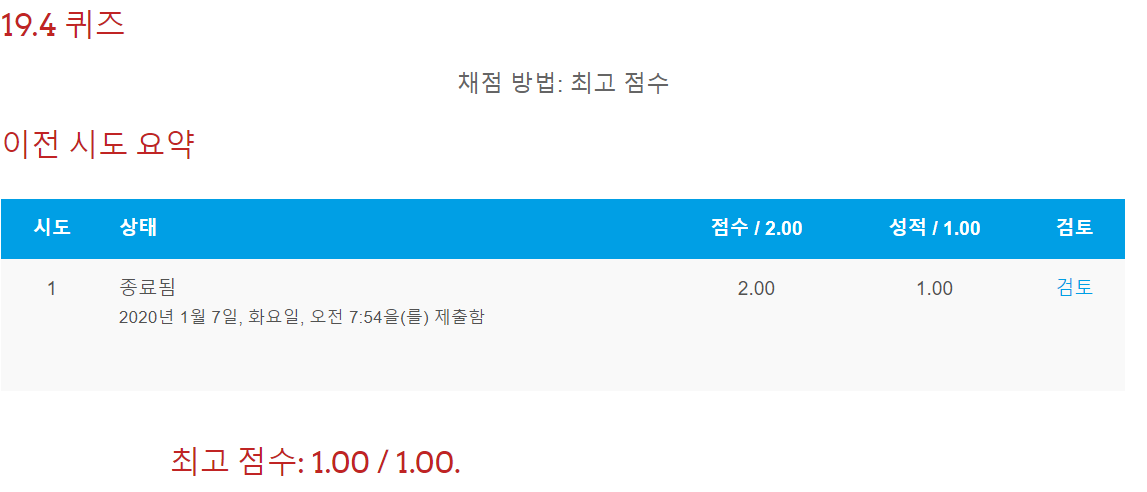 19.4 퀴즈
채점 방법: 최고 점수
이전 시도 요약
시도 상태 점수 / 2.00 성적 / 1.00 검토
1 종료됨 2.00 1.00 검토
2020년 1월 7일, 화요일, 오전 7:54을(를) 제출함
최고 점수: 1.00 / 1.00.